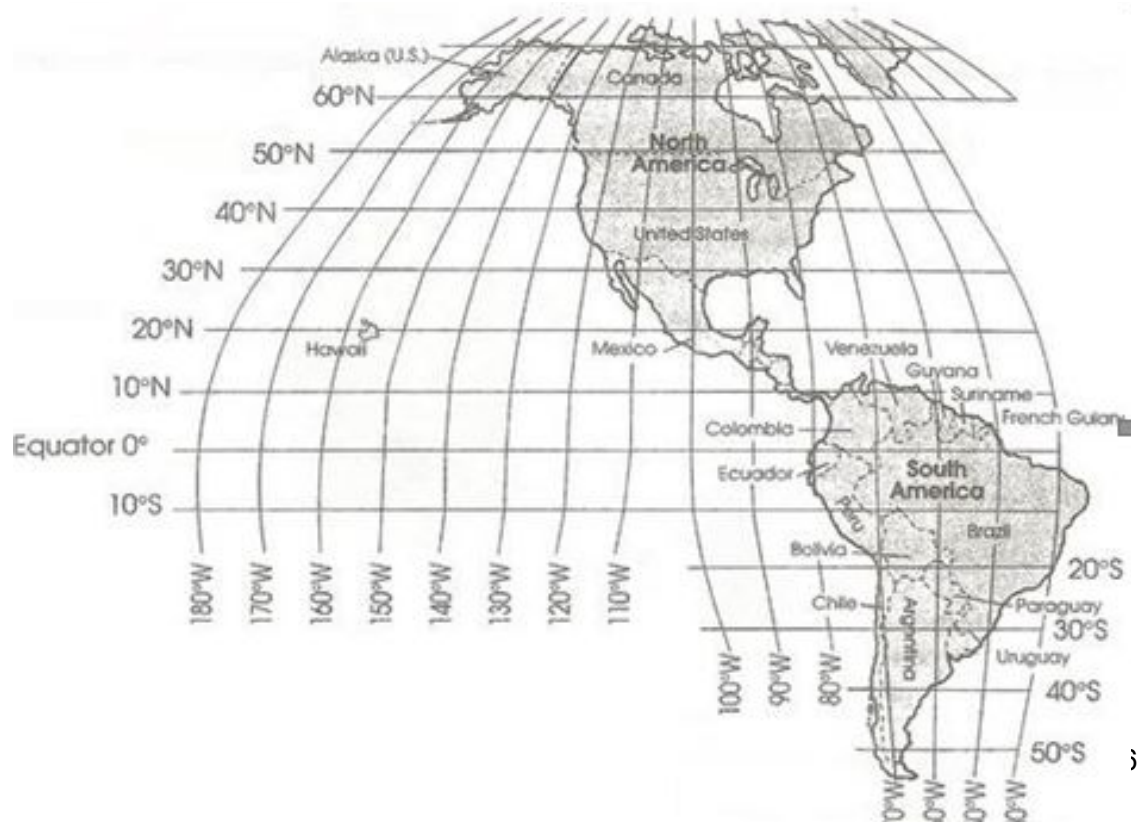 Alaska (U.S.)
Canada
60°N
North
America
50°N
40°N
United States
30°N
20°N
Hawaii
Mexico
Venezuela
Guyana
Suriname
French Guian
10°N
Colombia
Equator 0°
Ecuador
South
America
10°S
Peru
Brazil
Bolivia
20°S
Chile
Argentina
Paraguay
30°S
Uruguay
180°W
170°W
160°W
150°W
140°W
130°W
120°W
110°W
100°W
90°W
80°W
40°S
50°S